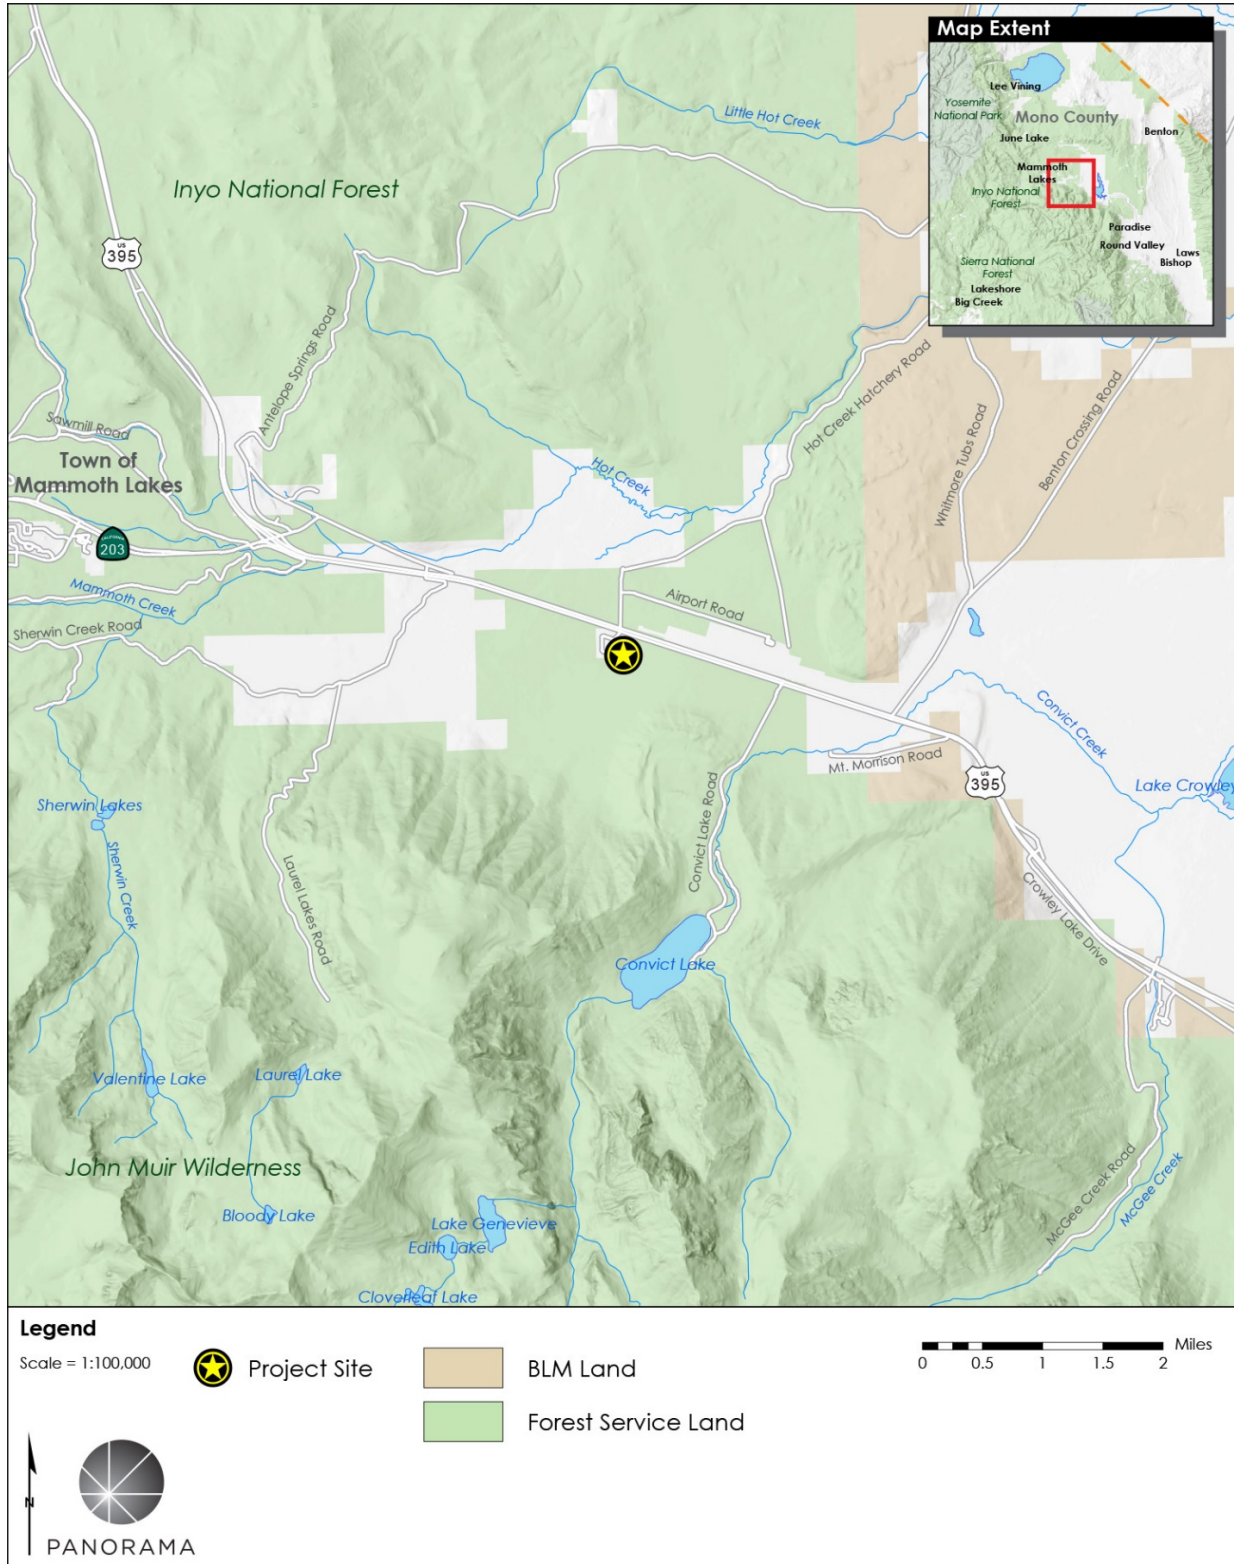 Map Extent
Lee Vining
Yosemite
National Park
Mono County
Benton
June Lake
Mammoth
Lakes
Inyo National
Forest
Paradise
Round Valley
Laws
Bishop
Sierra National
Forest
Lakeshore
Big Creek
Little Hot Creek
Inyo National Forest
US
395
Antelope Springs Road
Hot Creek Hatchery Road
Sawmill Road
Town of
Mammoth Lakes
Hot Creek
Whitmore Tubs Road
Benton Crossing Road
CALIFORNIA
203
Mammoth Creek
Airport Road
Sherwin Creek Road
Convict Creek
Mt. Morrison Road
US
395
Lake Crowley
Sherwin Lakes
Convict Lake Road
Sherwin Creek
Laurel Lakes Road
Crowley Lake Drive
Convict Lake
Valentine Lake
Laurel Lake
John Muir Wilderness
McGee Creek Road
McGee Creek
Bloody Lake
Lake Genevieve
Edith Lake
Cloverleaf Lake
Legend
Scale = 1:100,000
Project Site
BLM Land
Forest Service Land
Miles
0 0.5 1 1.5 2
N
PANORAMA